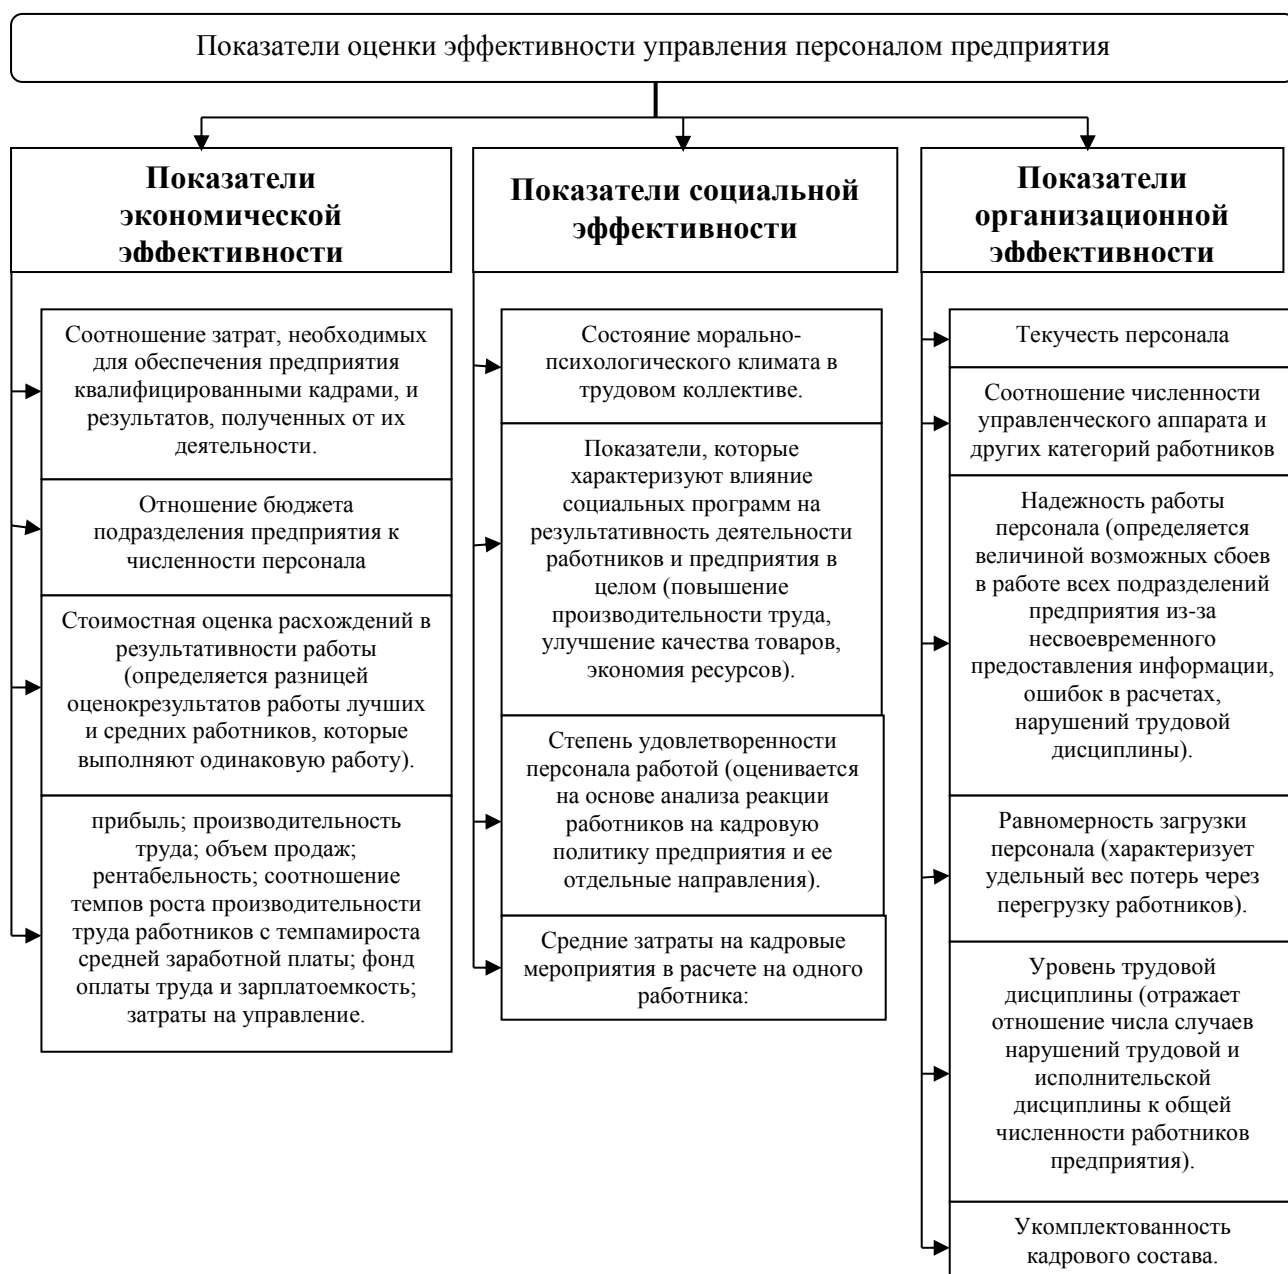 Показатели оценки эффективности управления персоналом предприятия
Показатели
экономической
эффективности
Соотношение затрат, необходимых
для обеспечения предприятия
квалифицированными кадрами, и
результатов, полученных от их
деятельности.
Отношение бюджета
подразделения предприятия к
численности персонала
Стоимостная оценка расхождений в
результативности работы
(определяется разницей
оценокрезультатов работы лучших
и средних работников, которые
выполняют одинаковую работу).
прибыль; производительность
труда; объем продаж;
рентабельность; соотношение
темпов роста производительности
труда работников с темпамироста
средней заработной платы; фонд
оплаты труда и зарплатоемкость;
затраты на управление.
Показатели социальной
эффективности
Состояние морально-
психологического климата в
трудовом коллективе.
Показатели, которые
характеризуют влияние
социальных программ на
результативность деятельности
работников и предприятия в
целом (повышение
производительности труда,
улучшение качества товаров,
экономия ресурсов).
Степень удовлетворенности
персонала работой (оценивается
на основе анализа реакции
работников на кадровую
политику предприятия и ее
отдельные направления).
Средние затраты на кадровые
мероприятия в расчете на одного
работника:
Показатели
организационной
эффективности
Текучесть персонала
Соотношение численности
управленческого аппарата и
других категорий работников
Надежность работы
персонала (определяется
величиной возможных сбоев
в работе всех подразделений
предприятия из-за
несвоевременного
предоставления информации,
ошибок в расчетах,
нарушений трудовой
дисциплины).
Равномерность загрузки
персонала (характеризует
удельный вес потерь через
перегрузку работников).
Уровень трудовой
дисциплины (отражает
отношение числа случаев
нарушений трудовой и
исполнительской
дисциплины к общей
численности работников
предприятия).
Укомплектованность
кадрового состава.